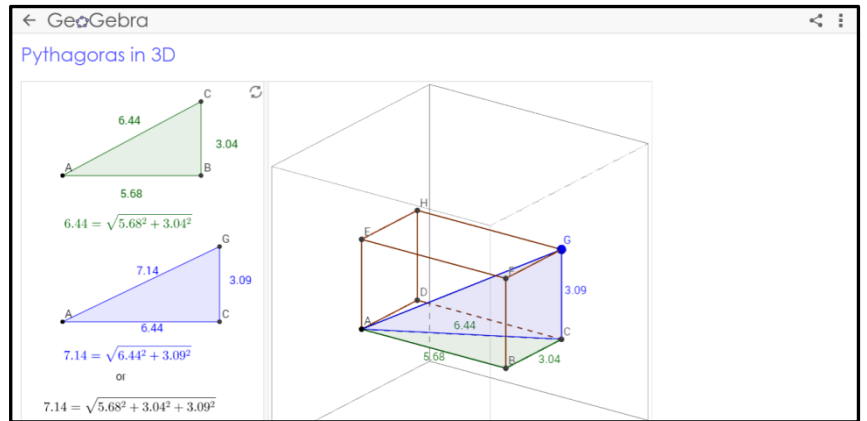 ← GeoGebra
Pythagoras in 3D
C
6.44
3.04
A
B
5.68
6.44 = √5.68² + 3.04²
G
7.14
3.09
A
C
6.44
7.14 = √6.44² + 3.09²
or
7.14 = √5.68² + 3.04² + 3.09²
H
E
G
F
D
3.09
A
6.44
C
5.68
B
3.04